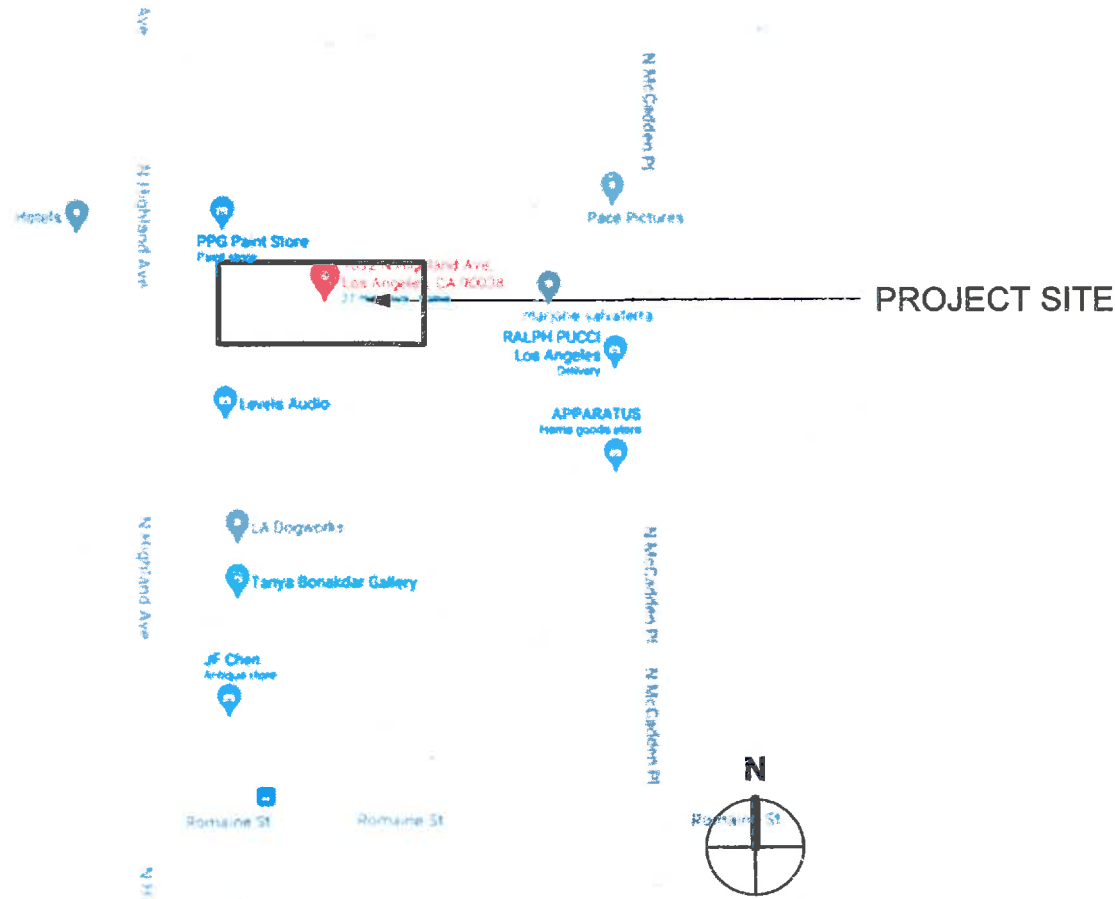 Ave
N McCadden Pl
N Highland Ave
Hotels
Pace Pictures
PPG Paint Store
Paint store
Los Angeles, CA 90038
PROJECT SITE
RALPH PUCCI
Los Angeles
Delivery
Levels Audio
APPARATUS
Home goods store
LA Dogworks
N Highland Ave
N McCadden Pl
Tanya Bonakdar Gallery
JF Chen
Antique store
N McCadden Pl
N
Romaine St
Romaine St
Romaine St